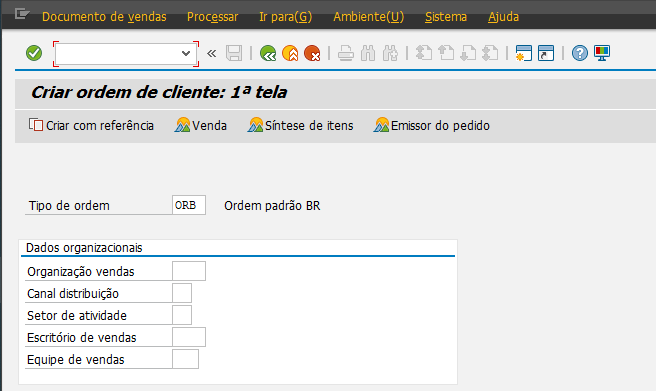 Documento de vendas Processar Ir para(G) Ambiente(U) Sistema Ajuda
Criar ordem de cliente: 1ª tela
Criar com referência Venda Síntese de itens Emissor do pedido
Tipo de ordem ORB Ordem padrão BR
Dados organizacionais
Organização vendas
Canal distribuição
Setor de atividade
Escritório de vendas
Equipe de vendas